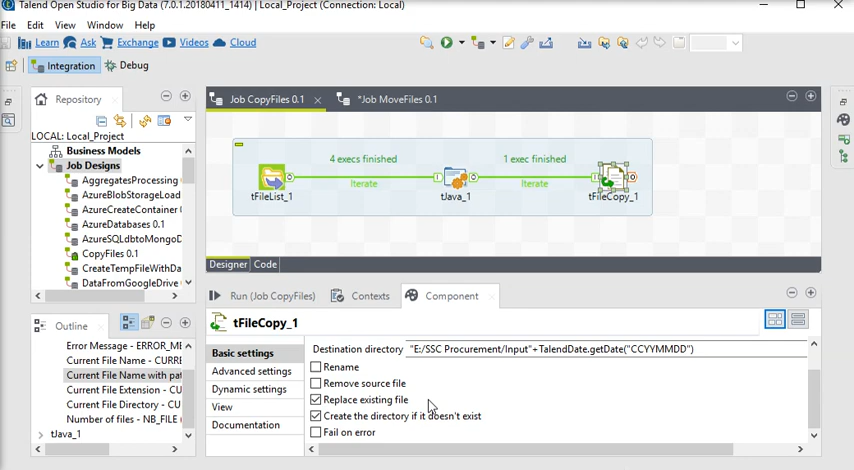 Talend Open Studio for Big Data (7.0.1.20180411_1414) | Local_Project (Connection: Local)
File Edit View Window Help
Learn Ask Exchange Videos Cloud
Integration Debug
Repository
LOCAL: Local_Project
Business Models
Job Designs
AggregatesProcessing
AzureBlobStorageLoad
AzureCreateContainer
AzureDatabases 0.1
AzureSQLdbtoMongoD
CopyFiles 0.1
CreateTempFileWithDa
DataFromGoogleDrive
Outline
Error Message - ERROR_ME
Current File Name - CURRE
Current File Name with pat
Current File Extension - CU
Current File Directory - CU
Number of files - NB_FILE (
tJava_1
Job CopyFiles 0.1 *Job MoveFiles 0.1
4 execs finished 1 exec finished
Iterate Iterate
tFileList_1 tJava_1 tFileCopy_1
Designer Code
Run (Job CopyFiles) Contexts Component
tFileCopy_1
Basic settings
Advanced settings
Dynamic settings
View
Documentation
Destination directory "E:/SSC Procurement/Input"+TalendDate.getDate("CCYYMMDD")
Rename
Remove source file
Replace existing file
Create the directory if it doesn't exist
Fail on error